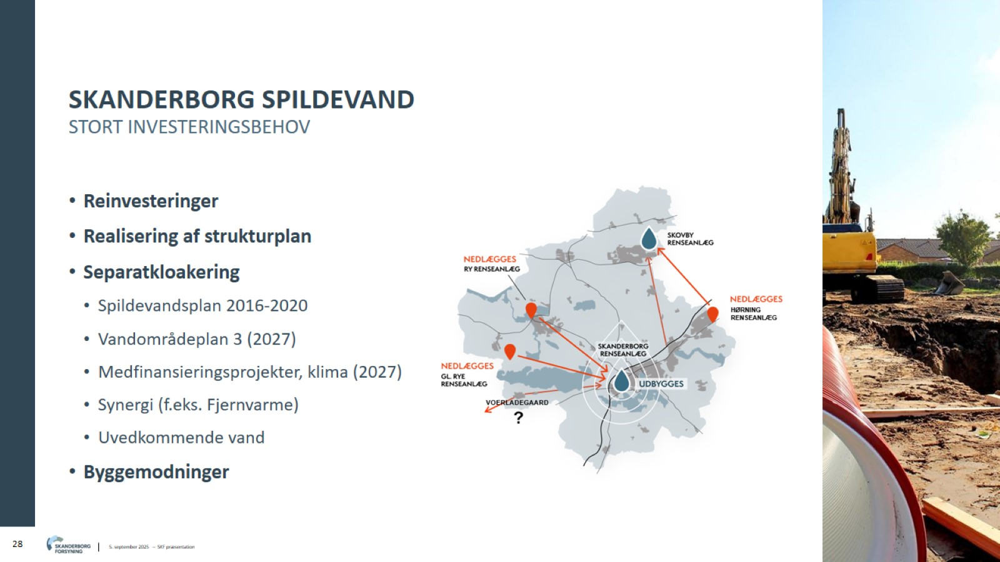 SKANDERBORG SPILDEVAND
STORT INVESTERINGSBEHOV
• Reinvesteringer
• Realisering af strukturplan
• Separatkloakering
• Spildevandsplan 2016-2020
• Vandområdeplan 3 (2027)
• Medfinansieringsprojekter, klima (2027)
• Synergi (f.eks. Fjernvarme)
• Uvedkommende vand
• Byggemodninger
SKOVBY
RENSEANLÆG
NEDLÆGGES
RY RENSEANLÆG
NEDLÆGGES
HØRNING
RENSEANLÆG
SKANDERBORG
RENSEANLÆG
NEDLÆGGES
GL. RYE
RENSEANLÆG
UDBYGGES
VOERLADEGAARD
?
28
SKANDERBORG
FORSYNING
5. september 2025 – SKF præsentation